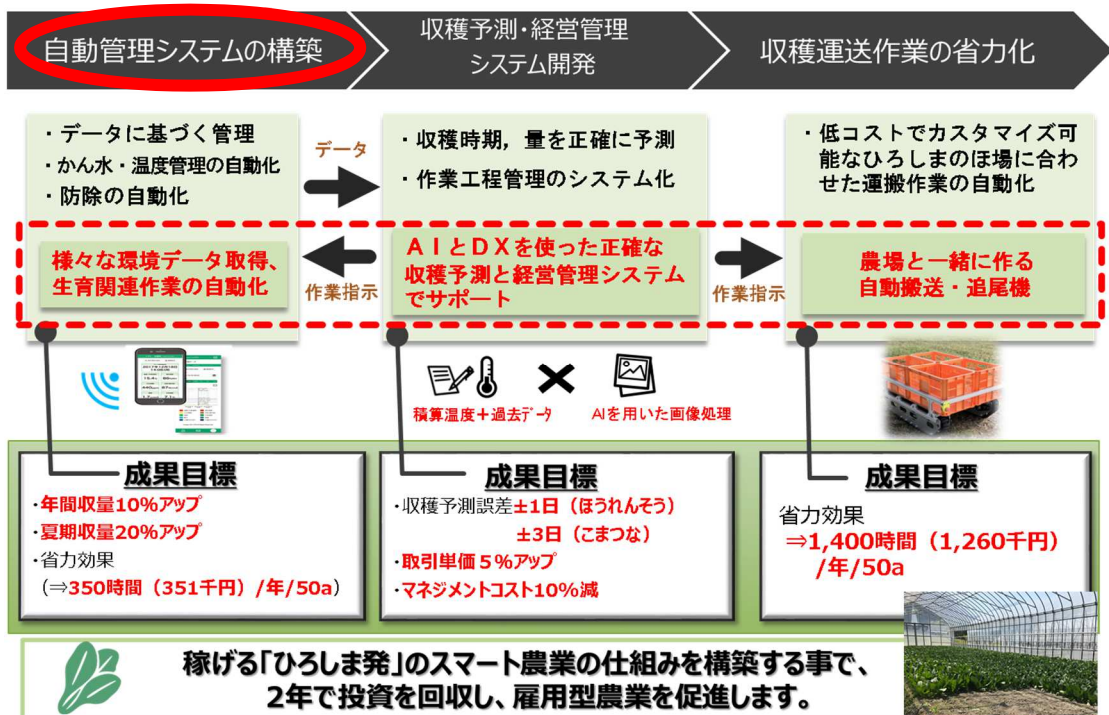 自動管理システムの構築
収穫予測・経営管理
システム開発
収穫運送作業の省力化
・データに基づく管理
・かん水・温度管理の自動化
・防除の自動化
データ
・収穫時期，量を正確に予測
・作業工程管理のシステム化
・低コストでカスタマイズ可
能なひろしまのほ場に合わ
せた運搬作業の自動化
様々な環境データ取得、
生育関連作業の自動化
作業指示
ＡＩとＤＸを使った正確な
収穫予測と経営管理システム
でサポート
作業指示
農場と一緒に作る
自動搬送・追尾機
積算温度＋過去データ
AIを用いた画像処理
成果目標
・年間収量10%アップ
・夏期収量20%アップ
・省力効果
（⇒350時間（351千円）/年/50a）
成果目標
・収穫予測誤差±1日（ほうれんそう）
±3日（こまつな）
・取引単価５%アップ
・マネジメントコスト10%減
成果目標
省力効果
⇒1,400時間（1,260千円）
/年/50a
稼げる「ひろしま発」のスマート農業の仕組みを構築する事で、
2年で投資を回収し、雇用型農業を促進します。